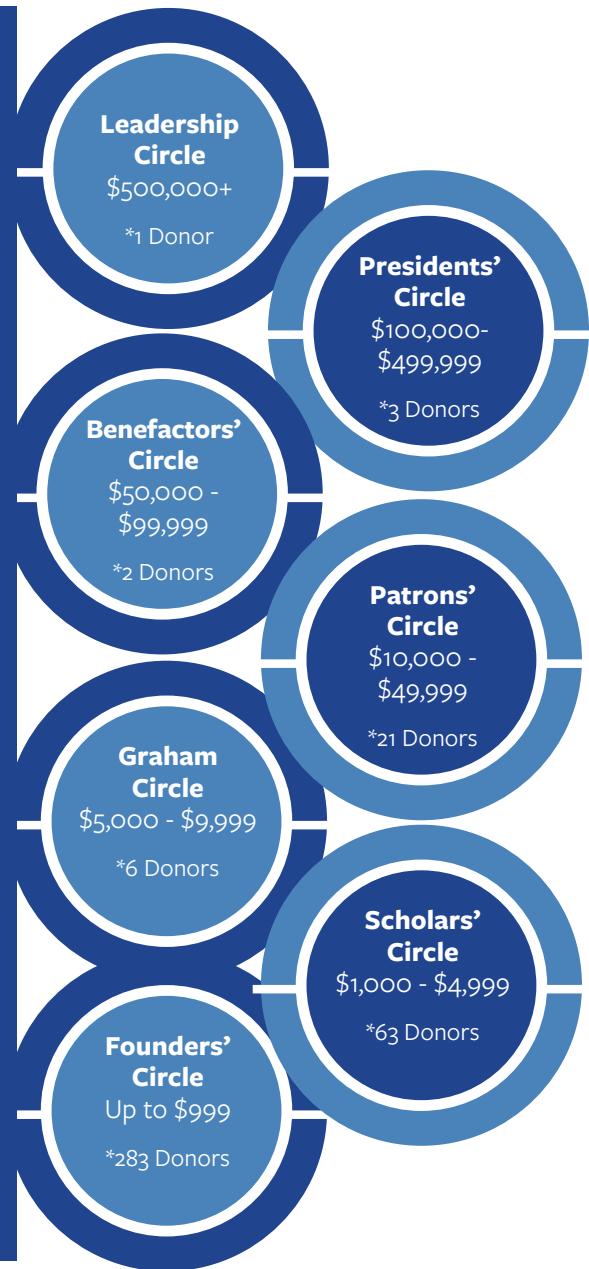 Leadership
Circle
$500,000+
*1 Donor
Presidents’
Circle
$100,000-
$499,999
*3 Donors
Benefactors’
Circle
$50,000 -
$99,999
*2 Donors
Patrons’
Circle
$10,000 -
$49,999
*21 Donors
Graham
Circle
$5,000 - $9,999
*6 Donors
Scholars’
Circle
$1,000 - $4,999
*63 Donors
Founders’
Circle
Up to $999
*283 Donors